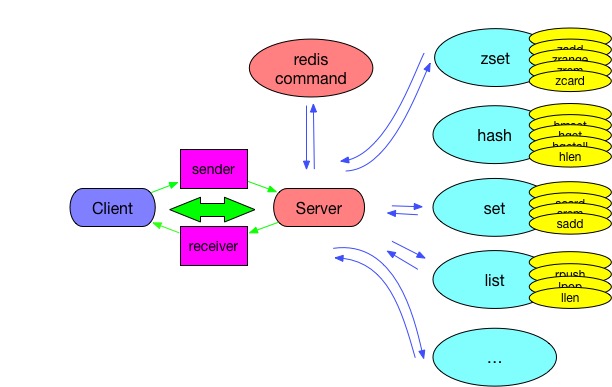 redis
command
zset
zadd
zrange
zrem
zcard
hash
hmset
hget
hgetall
hlen
sender
Client
Server
set
scard
srem
sadd
receiver
list
rpush
lpop
llen
...